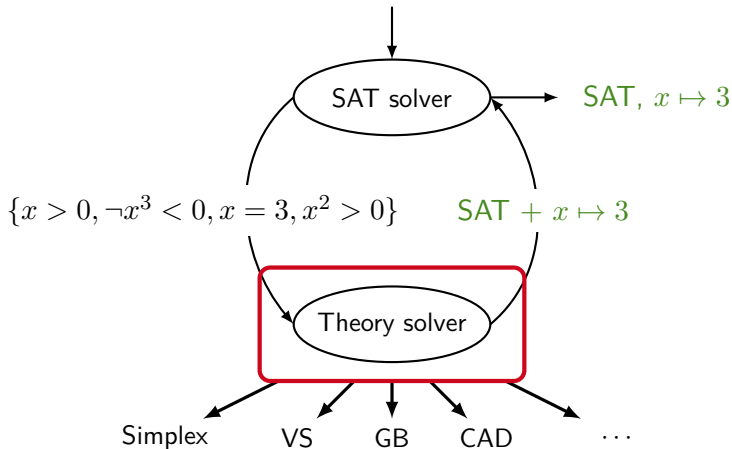 SAT solver
SAT, x ↦ 3
{x > 0, ¬x³ < 0, x = 3, x² > 0}
SAT + x ↦ 3
Theory solver
Simplex VS GB CAD ···